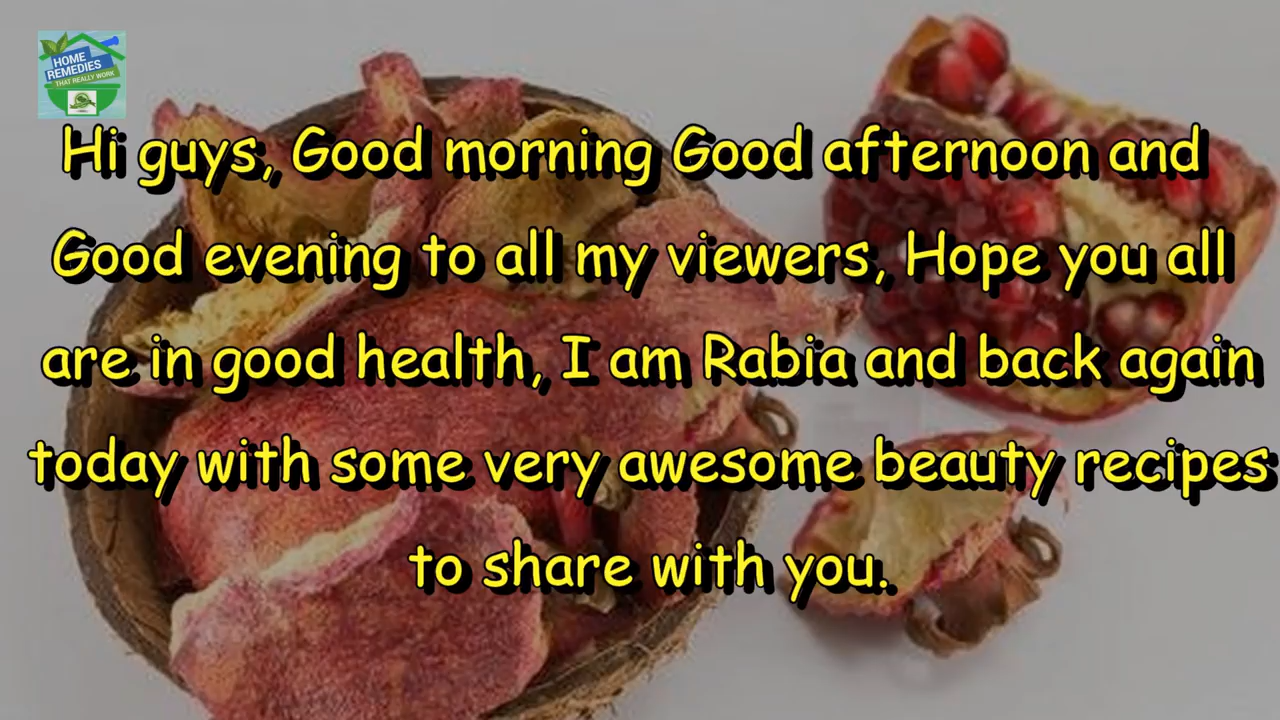 HOME
REMEDIES
THAT REALLY WORK
Hi guys, Good morning Good afternoon and
Good evening to all my viewers, Hope you all
are in good health, I am Rabia and back again
today with some very awesome beauty recipes
to share with you.